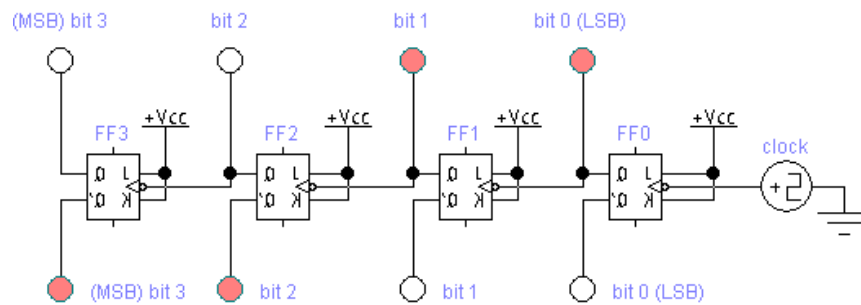 (MSB) bit 3 bit 2 bit 1 bit 0 (LSB)
FF3 +Vcc FF2 +Vcc FF1 +Vcc FF0 +Vcc clock
Q J Q J Q J Q J
Q' K Q' K Q' K Q' K
(MSB) bit 3 bit 2 bit 1 bit 0 (LSB)